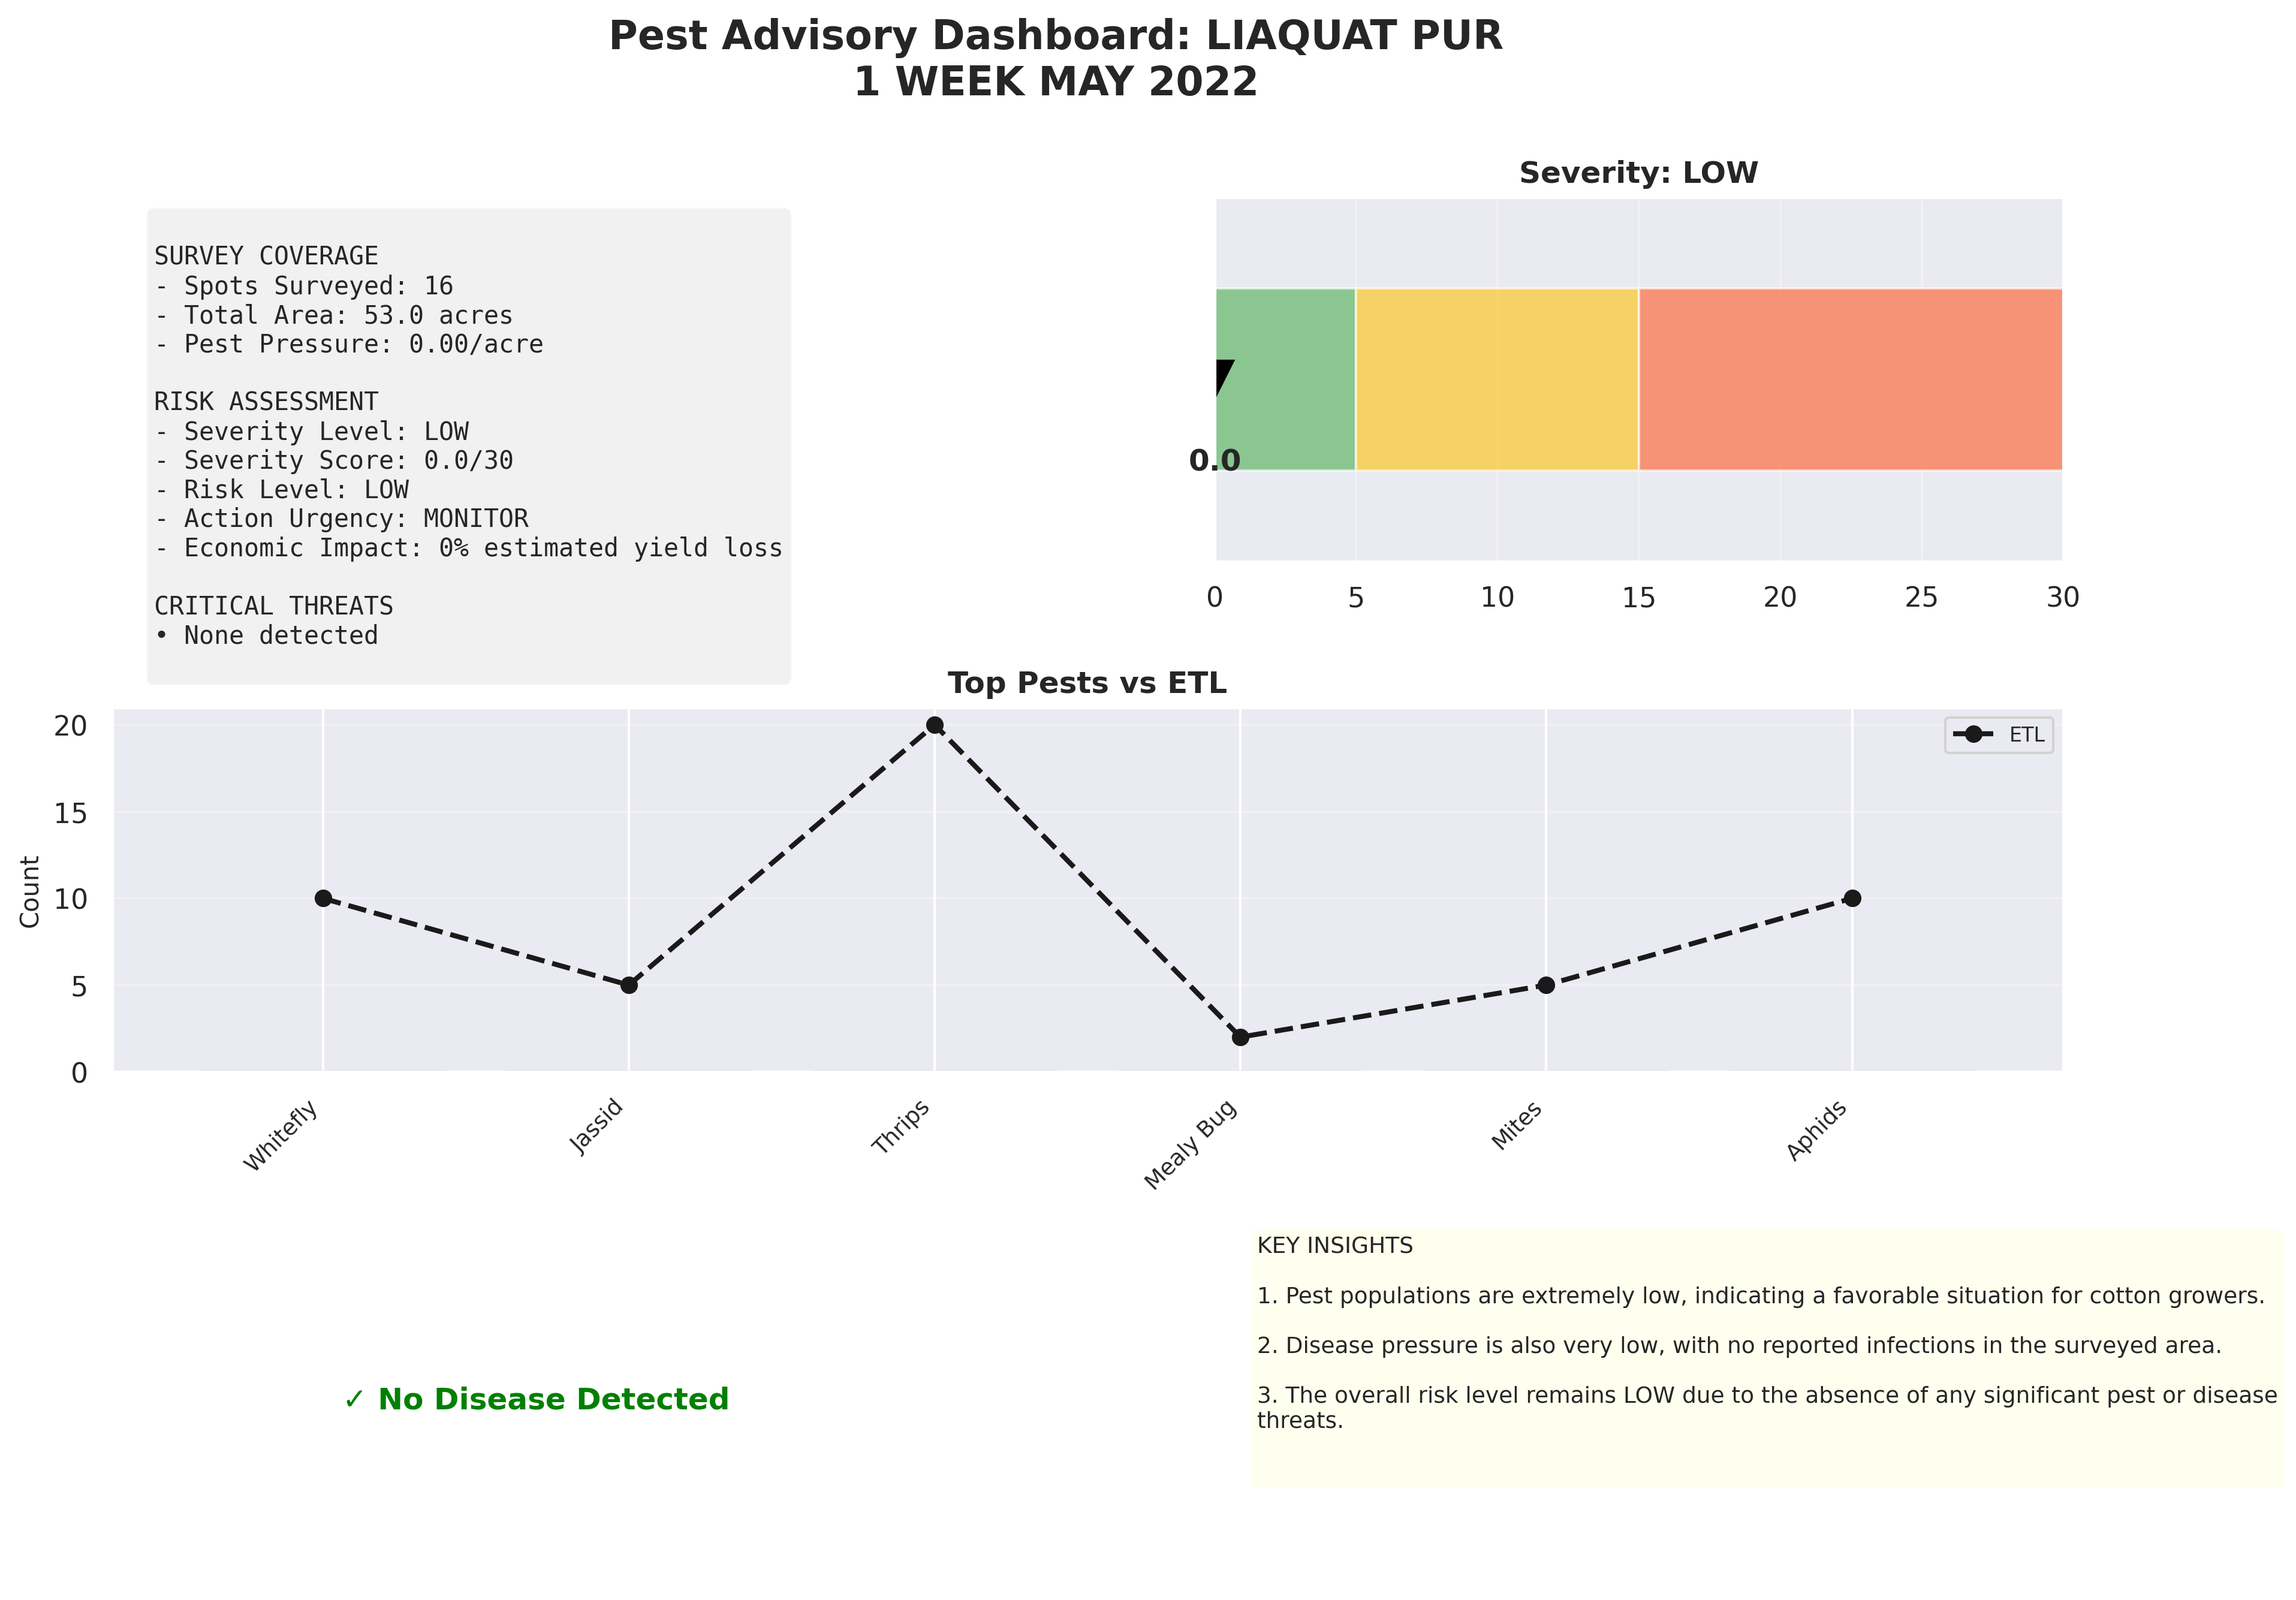 Pest Advisory Dashboard: LIAQUAT PUR
1 WEEK MAY 2022
SURVEY COVERAGE
- Spots Surveyed: 16
- Total Area: 53.0 acres
- Pest Pressure: 0.00/acre
RISK ASSESSMENT
- Severity Level: LOW
- Severity Score: 0.0/30
- Risk Level: LOW
- Action Urgency: MONITOR
- Economic Impact: 0% estimated yield loss
CRITICAL THREATS
• None detected
Severity: LOW
0.0
0 5 10 15 20 25 30
Top Pests vs ETL
ETL
Count
20
15
10
5
0
Whitefly
Jassid
Thrips
Mealy Bug
Mites
Aphids
✓ No Disease Detected
KEY INSIGHTS
1. Pest populations are extremely low, indicating a favorable situation for cotton growers.
2. Disease pressure is also very low, with no reported infections in the surveyed area.
3. The overall risk level remains LOW due to the absence of any significant pest or disease
threats.